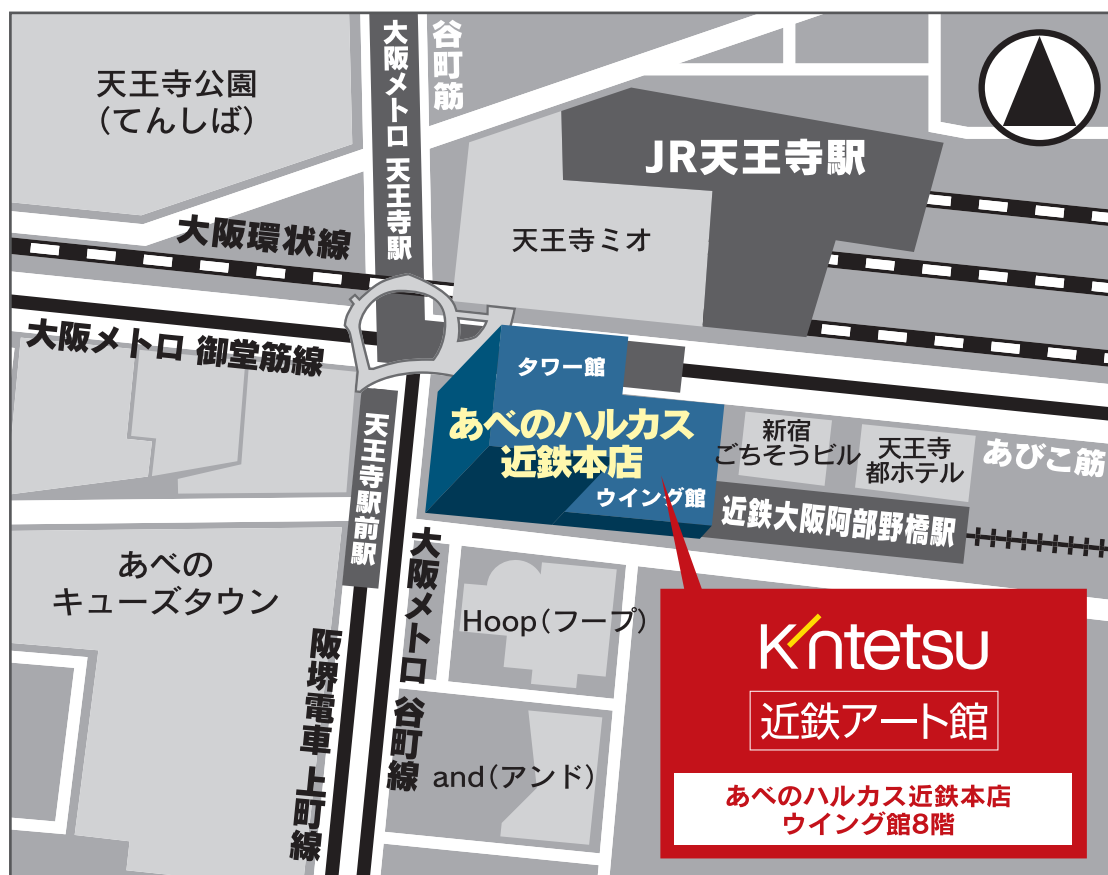 天王寺公園
（てんしば）
大阪メトロ 天王寺駅
谷町筋
JR天王寺駅
天王寺ミオ
大阪環状線
大阪メトロ 御堂筋線
タワー館
あべのハルカス
近鉄本店
ウイング館
新宿
ごちそうビル
天王寺
都ホテル
あびこ筋
近鉄大阪阿部野橋駅
天王寺駅前駅
あべの
キューズタウン
大阪メトロ 谷町線
阪堺電車 上町線
Hoop（フープ）
and（アンド）
Kintetsu
近鉄アート館
あべのハルカス近鉄本店
ウイング館8階